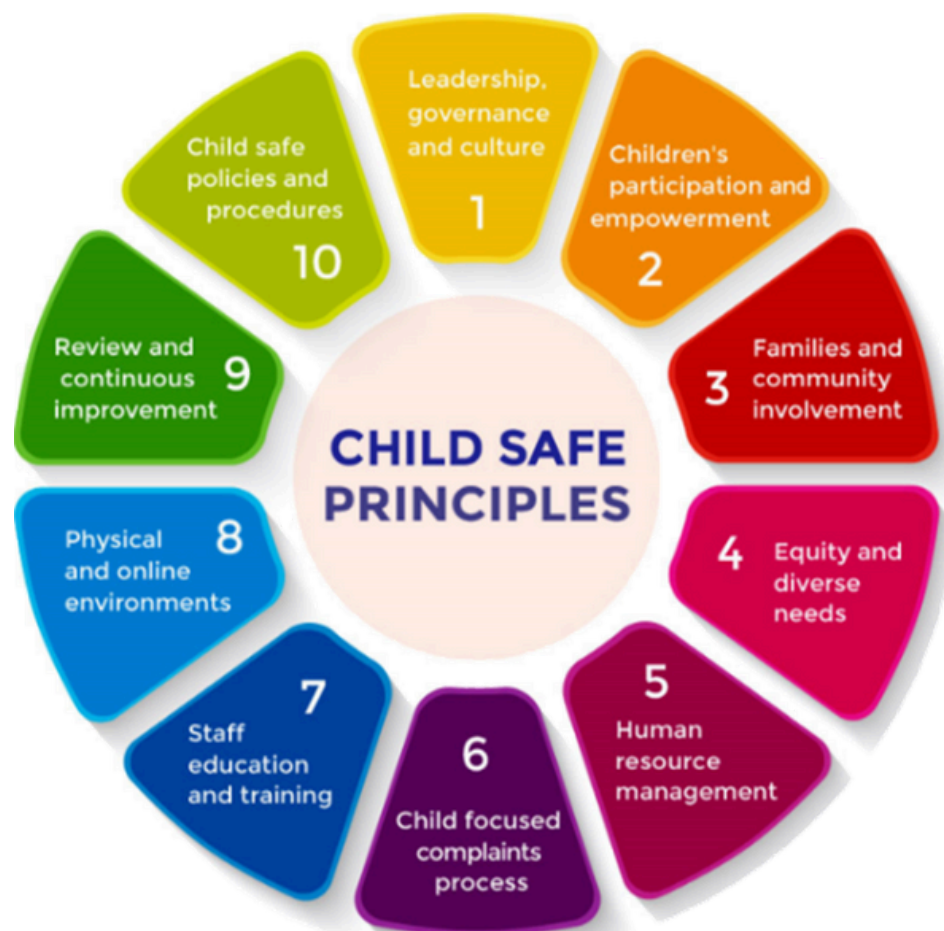 CHILD SAFE
PRINCIPLES
Leadership,
governance
and culture
1
Children's
participation and
empowerment
2
3
Families and
community
involvement
4
Equity and
diverse
needs
5
Human
resource
management
6
Child focused
complaints
process
7
Staff
education
and training
8
Physical
and online
environments
9
Review and
continuous
improvement
Child safe
policies and
procedures
10